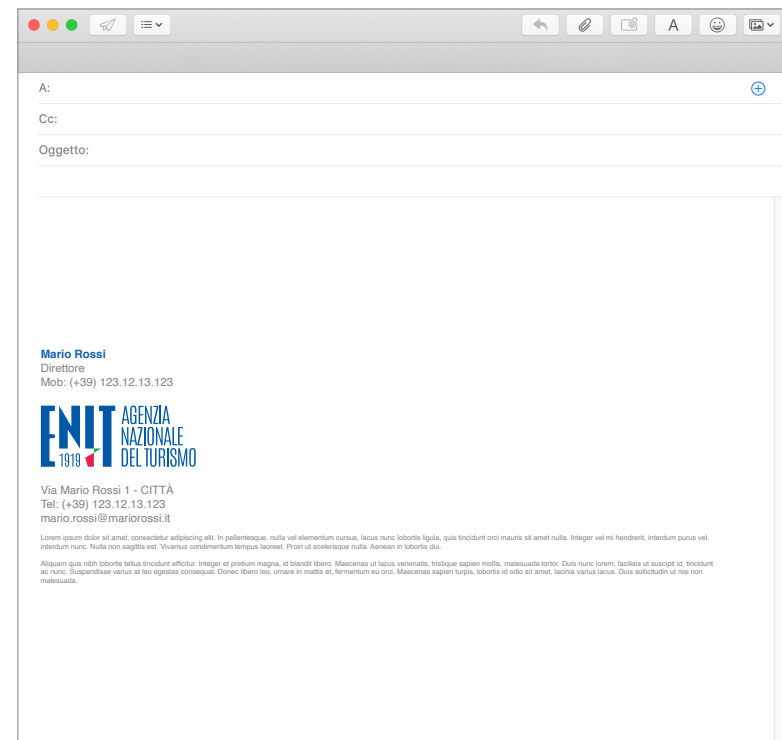 A:
Cc:
Oggetto:
Mario Rossi
Direttore
Mob: (+39) 123.12.13.123
ENIT
1919
AGENZIA
NAZIONALE
DEL TURISMO
Via Mario Rossi 1 - CITTÀ
Tel: (+39) 123.12.13.123
mario.rossi@mariorossi.it
Lorem ipsum dolor sit amet, consectetur adipiscing elit. In pellentesque, nulla vel elementum cursus, lacus nunc lobortis ligula, quis tincidunt orci mauris sit amet nulla. Integer vel mi hendrerit, interdum purus vel,
interdum nunc. Nulla non sagittis est. Vivamus condimentum tempus laoreet. Proin ut scelerisque nulla. Aenean in lobortis dui.
Aliquam quis nibh lobortis tellus tincidunt efficitur. Integer et pretium magna, id blandit libero. Maecenas ut lacus venenatis, tristique sapien mollis, malesuada tortor. Duis nunc lorem, facilisis ut suscipit id, tincidunt
ac nunc. Suspendisse varius at leo egestas consequat. Donec libero leo, ornare in mattis et, fermentum eu orci. Maecenas sapien turpis, lobortis id odio sit amet, lacinia varius lacus. Duis sollicitudin ut nisi non
malesuada.